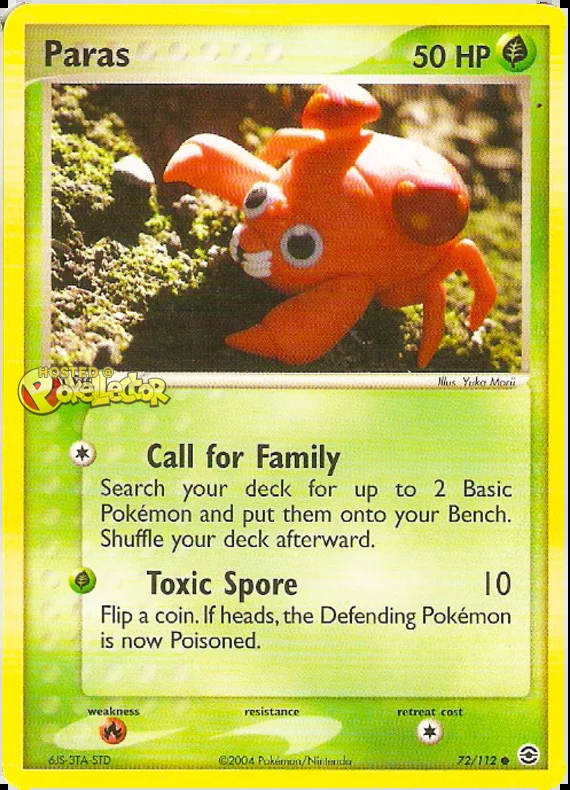 Paras
50 HP
HOSTED @
POKÉLECTOR
Illus. Yuka Morii
Call for Family
Search your deck for up to 2 Basic
Pokémon and put them onto your Bench.
Shuffle your deck afterward.
Toxic Spore 10
Flip a coin. If heads, the Defending Pokémon
is now Poisoned.
weakness resistance retreat cost
6JS-3TA-STD ©2004 Pokémon/Nintendo 72/112